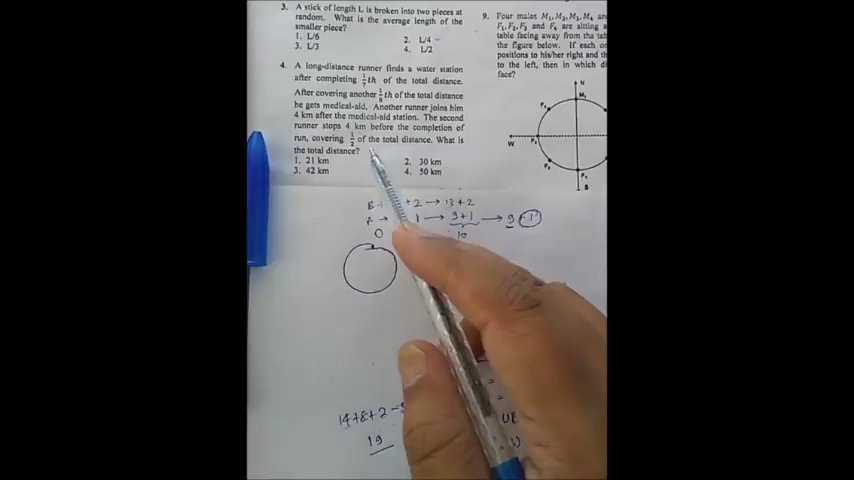 3. A stick of length L is broken into two pieces at
random. What is the average length of the
smaller piece?
1. L/6 2. L/4
3. L/3 4. L/2
4. A long-distance runner finds a water station
after completing th of the total distance.
After covering another th of the total distance
he gets medical-aid. Another runner joins him
4 km after the medical-aid station. The second
runner stops 4 km before the completion of
run, covering 1/2 of the total distance. What is
the total distance?
1. 21 km 2. 30 km
3. 42 km 4. 50 km
9. Four males M1, M2, M3, M4
F1, F2, F3 and F4 are sitting
table facing away from the
the figure below. If each
positions to his/her right and
to the left, then in which
face?
N
M1
W
F1
S
+ 2 → 13 + 2
A → 1 → 9 + 1 → 9
0 10
14+8+2
19